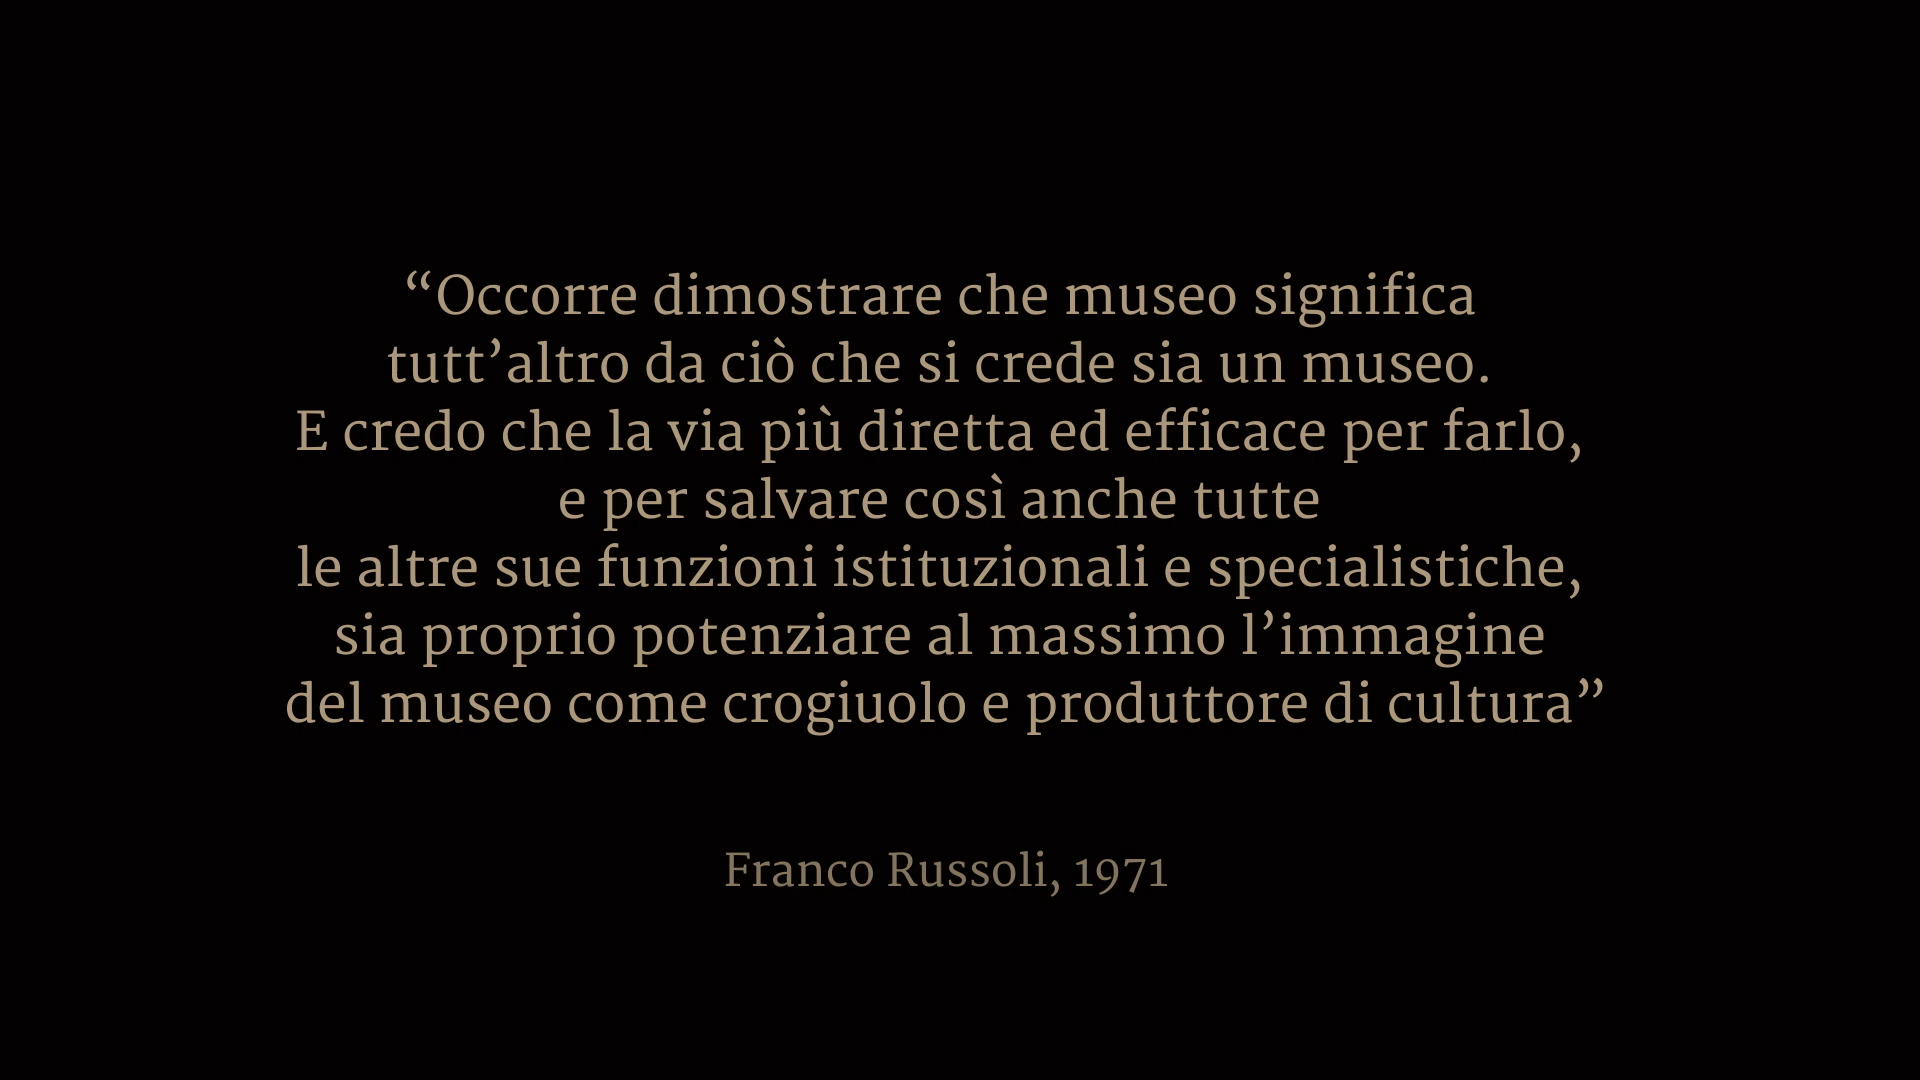 “Occorre dimostrare che museo significa
tutt’altro da ciò che si crede sia un museo.
E credo che la via più diretta ed efficace per farlo,
e per salvare così anche tutte
le altre sue funzioni istituzionali e specialistiche,
sia proprio potenziare al massimo l’immagine
del museo come crogiuolo e produttore di cultura”
Franco Russoli, 1971